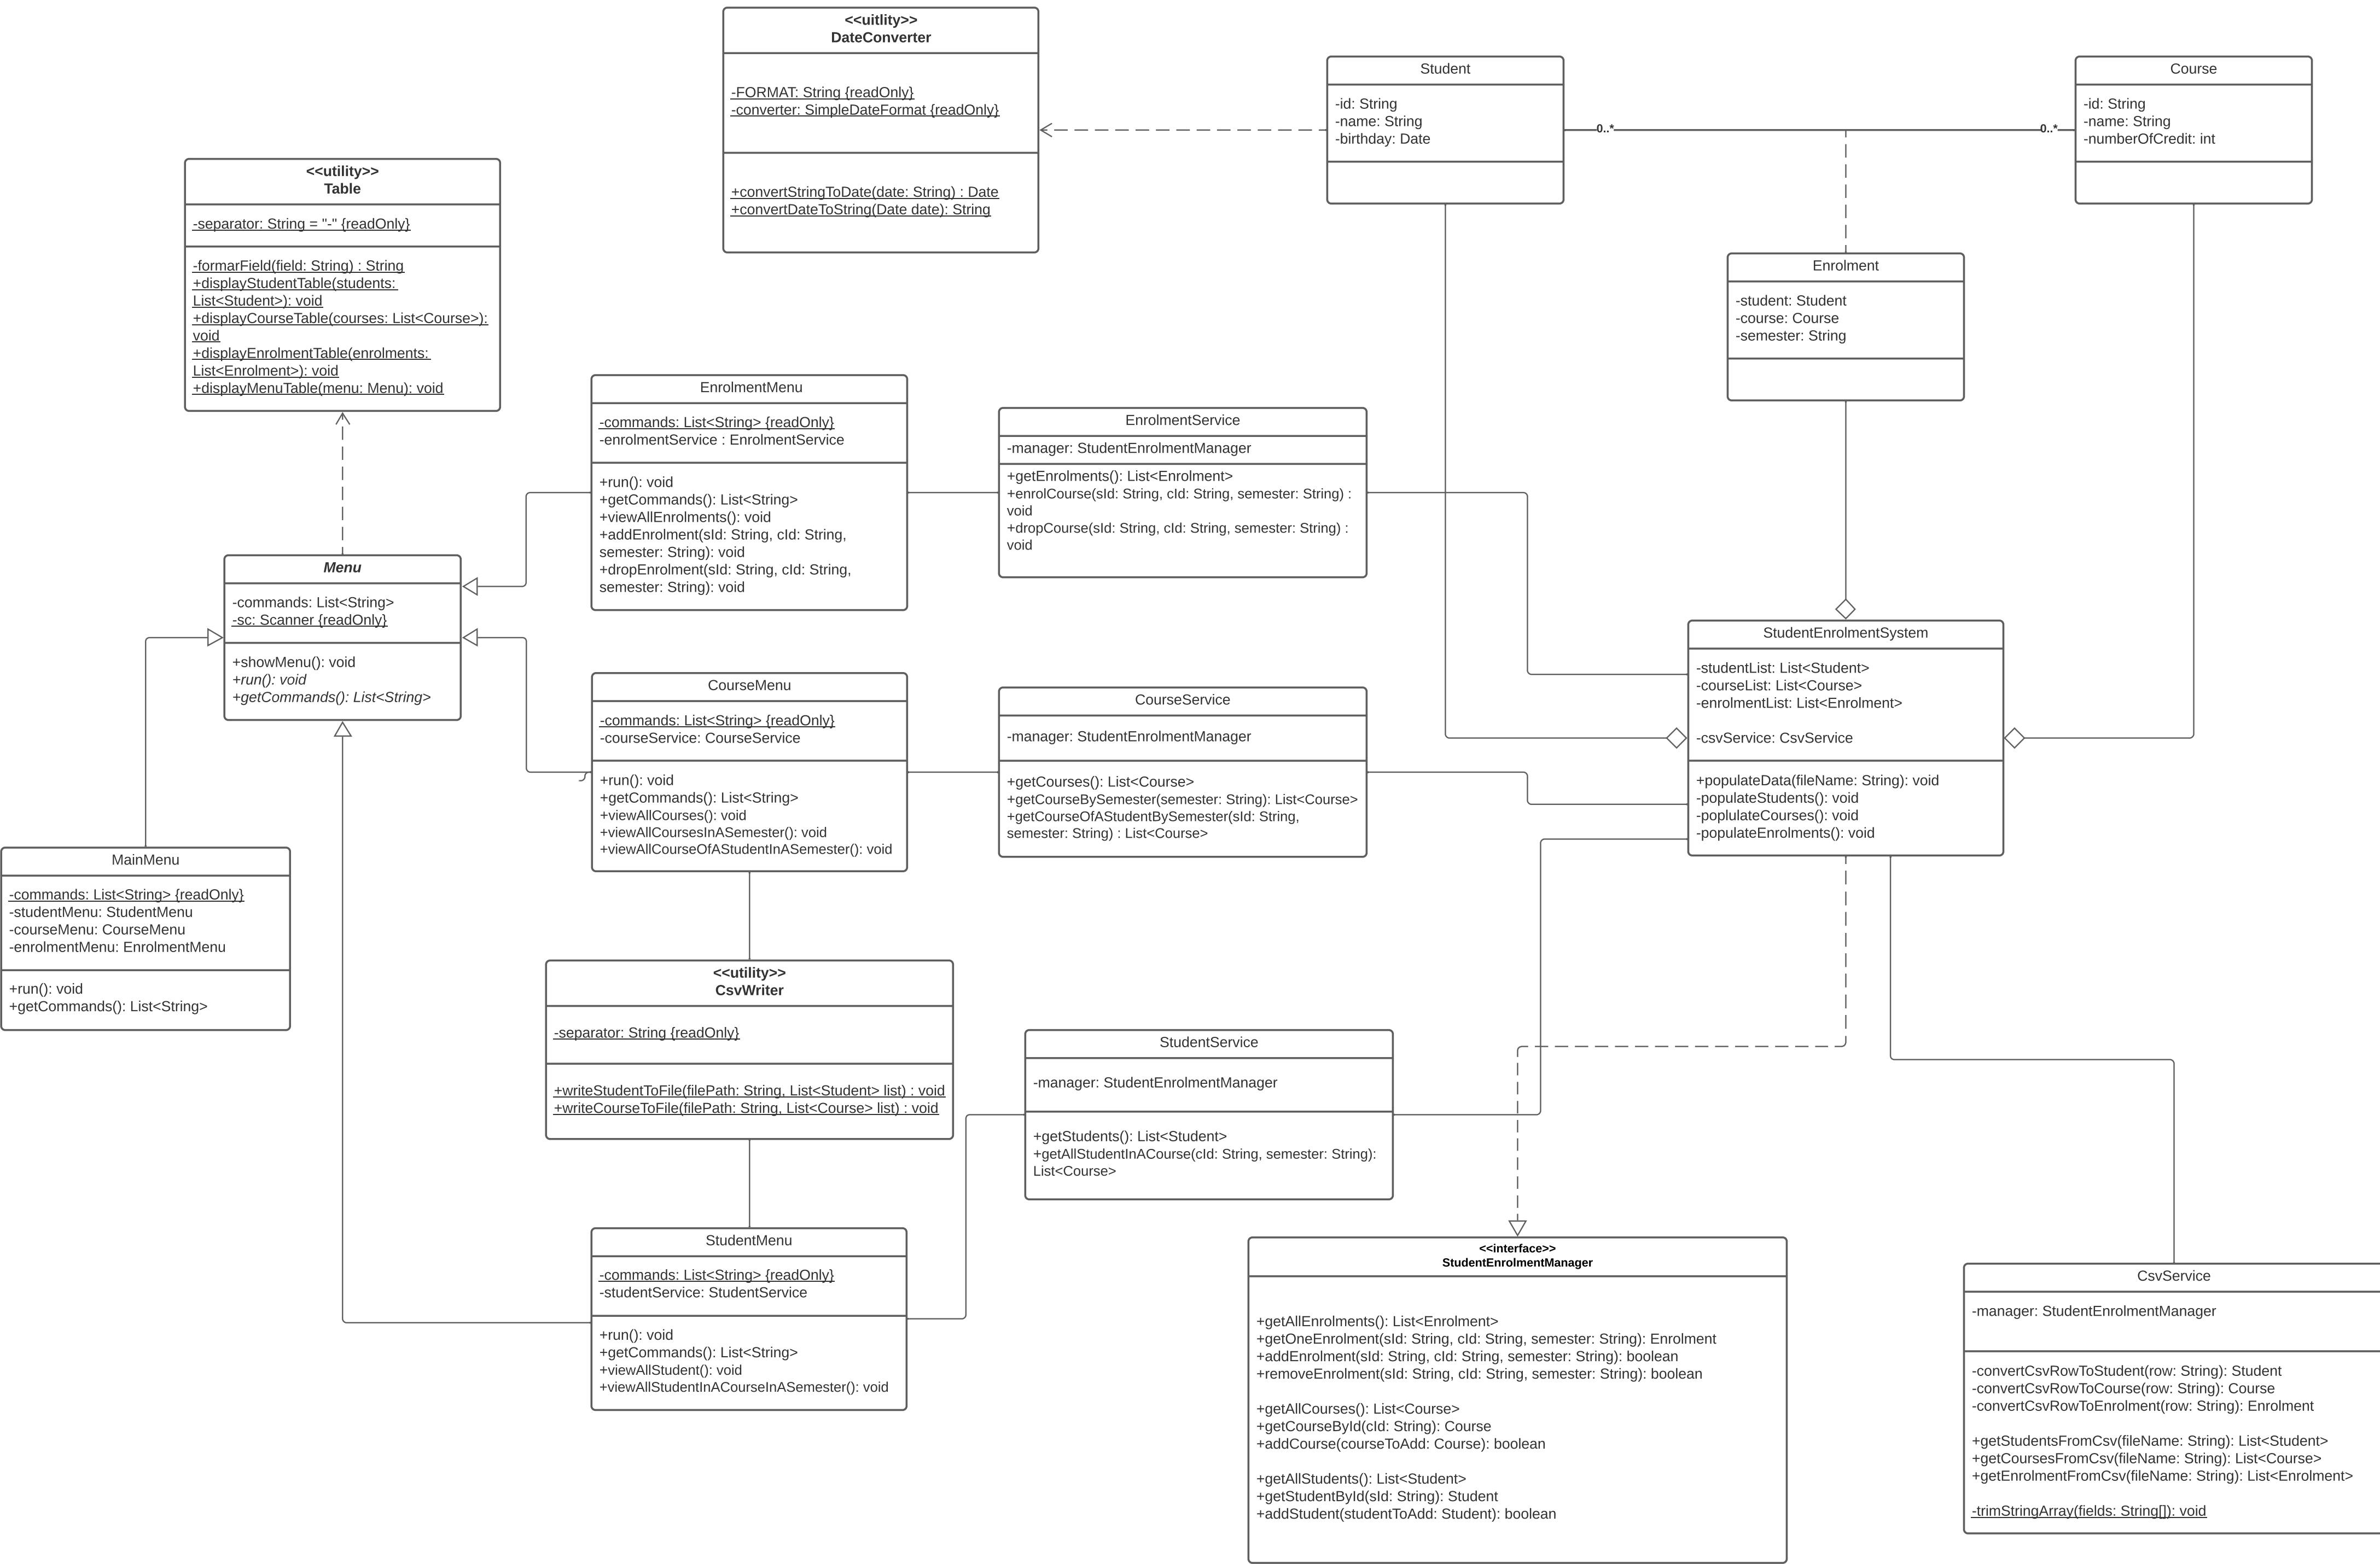 <<uitlity>>
DateConverter
-FORMAT: String {readOnly}
-converter: SimpleDateFormat {readOnly}
+convertStringToDate(date: String) : Date
+convertDateToString(Date date): String
Student
-id: String
-name: String
-birthday: Date
0..*
0..*
Course
-id: String
-name: String
-numberOfCredit: int
<<utility>>
Table
-separator: String = "-" {readOnly}
-formarField(field: String) : String
+displayStudentTable(students:
List<Student>): void
+displayCourseTable(courses: List<Course>):
void
+displayEnrolmentTable(enrolments:
List<Enrolment>): void
+displayMenuTable(menu: Menu): void
Enrolment
-student: Student
-course: Course
-semester: String
EnrolmentMenu
-commands: List<String> {readOnly}
-enrolmentService : EnrolmentService
+run(): void
+getCommands(): List<String>
+viewAllEnrolments(): void
+addEnrolment(sId: String, cId: String,
semester: String): void
+dropEnrolment(sId: String, cId: String,
semester: String): void
EnrolmentService
-manager: StudentEnrolmentManager
+getEnrolments(): List<Enrolment>
+enrolCourse(sId: String, cId: String, semester: String) :
void
+dropCourse(sId: String, cId: String, semester: String) :
void
Menu
-commands: List<String>
-sc: Scanner {readOnly}
+showMenu(): void
+run(): void
+getCommands(): List<String>
StudentEnrolmentSystem
-studentList: List<Student>
-courseList: List<Course>
-enrolmentList: List<Enrolment>
-csvService: CsvService
+populateData(fileName: String): void
-populateStudents(): void
-poplulateCourses(): void
-populateEnrolments(): void
CourseMenu
-commands: List<String> {readOnly}
-courseService: CourseService
+run(): void
+getCommands(): List<String>
+viewAllCourses(): void
+viewAllCoursesInASemester(): void
+viewAllCourseOfAStudentInASemester(): void
CourseService
-manager: StudentEnrolmentManager
+getCourses(): List<Course>
+getCourseBySemester(semester: String): List<Course>
+getCourseOfAStudentBySemester(sId: String,
semester: String) : List<Course>
MainMenu
-commands: List<String> {readOnly}
-studentMenu: StudentMenu
-courseMenu: CourseMenu
-enrolmentMenu: EnrolmentMenu
+run(): void
+getCommands(): List<String>
<<utility>>
CsvWriter
-separator: String {readOnly}
+writeStudentToFile(filePath: String, List<Student> list) : void
+writeCourseToFile(filePath: String, List<Course> list) : void
StudentService
-manager: StudentEnrolmentManager
+getStudents(): List<Student>
+getAllStudentInACourse(cId: String, semester: String):
List<Course>
StudentMenu
-commands: List<String> {readOnly}
-studentService: StudentService
+run(): void
+getCommands(): List<String>
+viewAllStudent(): void
+viewAllStudentInACourseInASemester(): void
<<interface>>
StudentEnrolmentManager
+getAllEnrolments(): List<Enrolment>
+getOneEnrolment(sId: String, cId: String, semester: String): Enrolment
+addEnrolment(sId: String, cId: String, semester: String): boolean
+removeEnrolment(sId: String, cId: String, semester: String): boolean
+getAllCourses(): List<Course>
+getCourseById(cId: String): Course
+addCourse(courseToAdd: Course): boolean
+getAllStudents(): List<Student>
+getStudentById(sId: String): Student
+addStudent(studentToAdd: Student): boolean
CsvService
-manager: StudentEnrolmentManager
-convertCsvRowToStudent(row: String): Student
-convertCsvRowToCourse(row: String): Course
-convertCsvRowToEnrolment(row: String): Enrolment
+getStudentsFromCsv(fileName: String): List<Student>
+getCoursesFromCsv(fileName: String): List<Course>
+getEnrolmentFromCsv(fileName: String): List<Enrolment>
-trimStringArray(fields: String[]): void